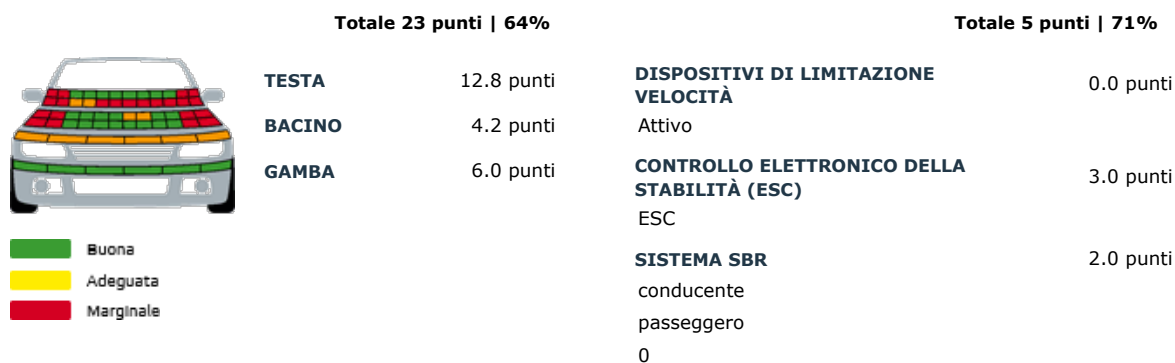 Totale 23 punti | 64%
TESTA 12.8 punti
BACINO 4.2 punti
GAMBA 6.0 punti
Buona
Adeguata
Marginale
Totale 5 punti | 71%
DISPOSITIVI DI LIMITAZIONE
VELOCITÀ 0.0 punti
Attivo
CONTROLLO ELETTRONICO DELLA
STABILITÀ (ESC) 3.0 punti
ESC
SISTEMA SBR 2.0 punti
conducente
passeggero
0